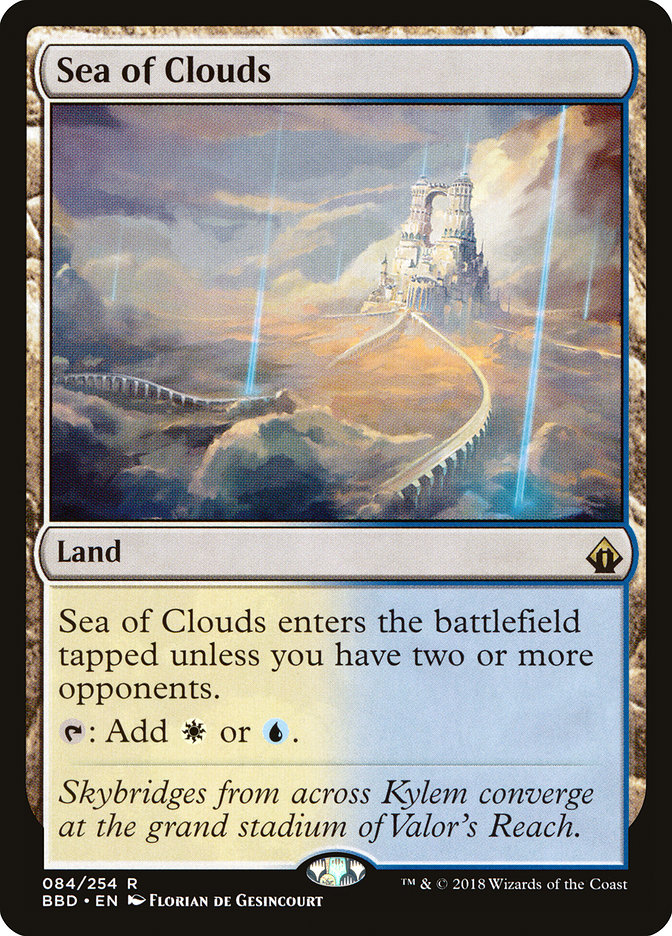 Sea of Clouds
Land
Sea of Clouds enters the battlefield
tapped unless you have two or more
opponents.
: Add or .
Skybridges from across Kylem converge
at the grand stadium of Valor's Reach.
084/254 R
™ & © 2018 Wizards of the Coast
BBD • EN Florian de Gesincourt